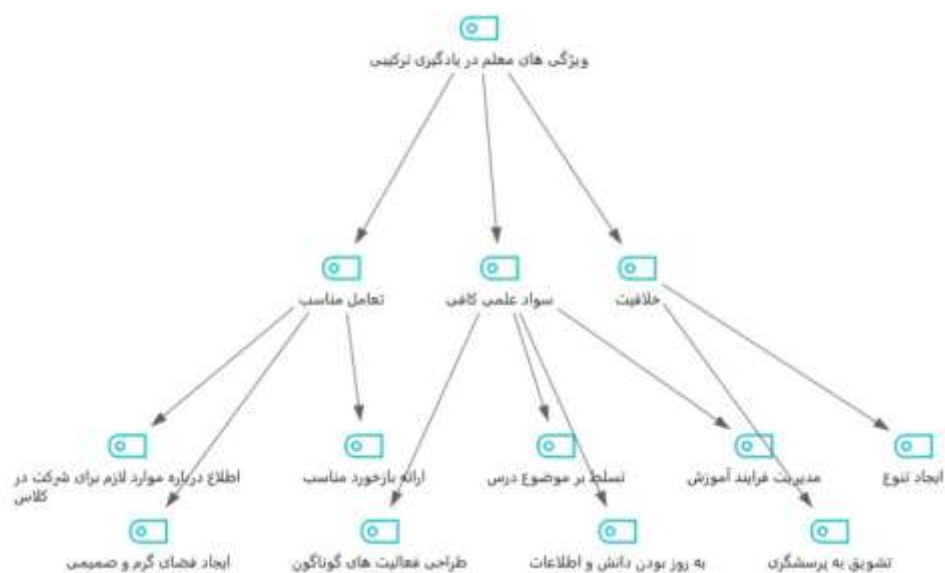 ویژگی های معلم در یادگیری ترکیبی
خلاقیت
سواد علمی کافی
تعامل مناسب
ایجاد تنوع
مدیریت فرایند آموزش
تسلط بر موضوع درس
ارائه بازخورد مناسب
اطلاع درباره موارد لازم برای شرکت در
کلاس
تشویق به پرسشگری
به روز بودن دانش و اطلاعات
طراحی فعالیت های گوناگون
ایجاد فضای گرم و صمیمی